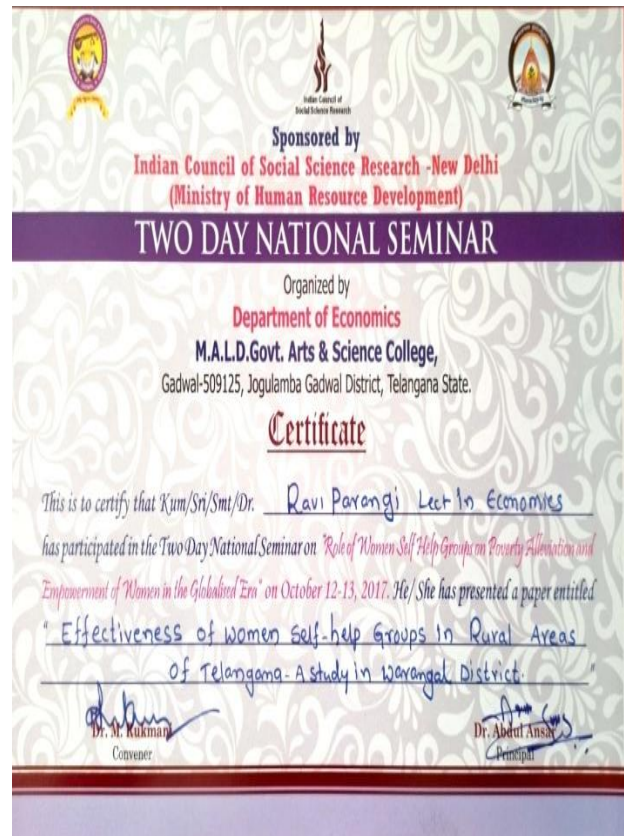 Indian Council of
Social Science Research
Sponsored by
Indian Council of Social Science Research -New Delhi
(Ministry of Human Resource Development)
TWO DAY NATIONAL SEMINAR
Organized by
Department of Economics
M.A.L.D.Govt. Arts & Science College,
Gadwal-509125, Jogulamba Gadwal District, Telangana State.
Certificate
This is to certify that Kum/Sri/Smt/Dr. Ravi Parangi Lect In Economics
has participated in the Two Day National Seminar on "Role of Women Self Help Groups on Poverty Alleviation and
Empowerment of Women in the Globalised Era" on October 12-13, 2017. He/ She has presented a paper entitled
" Effectiveness of women Self-help Groups In Rural Areas
Of Telangana- A Study in Warangal District. "
Dr. M. Rukmani Dr. Abdul Ansar
Convener Principal